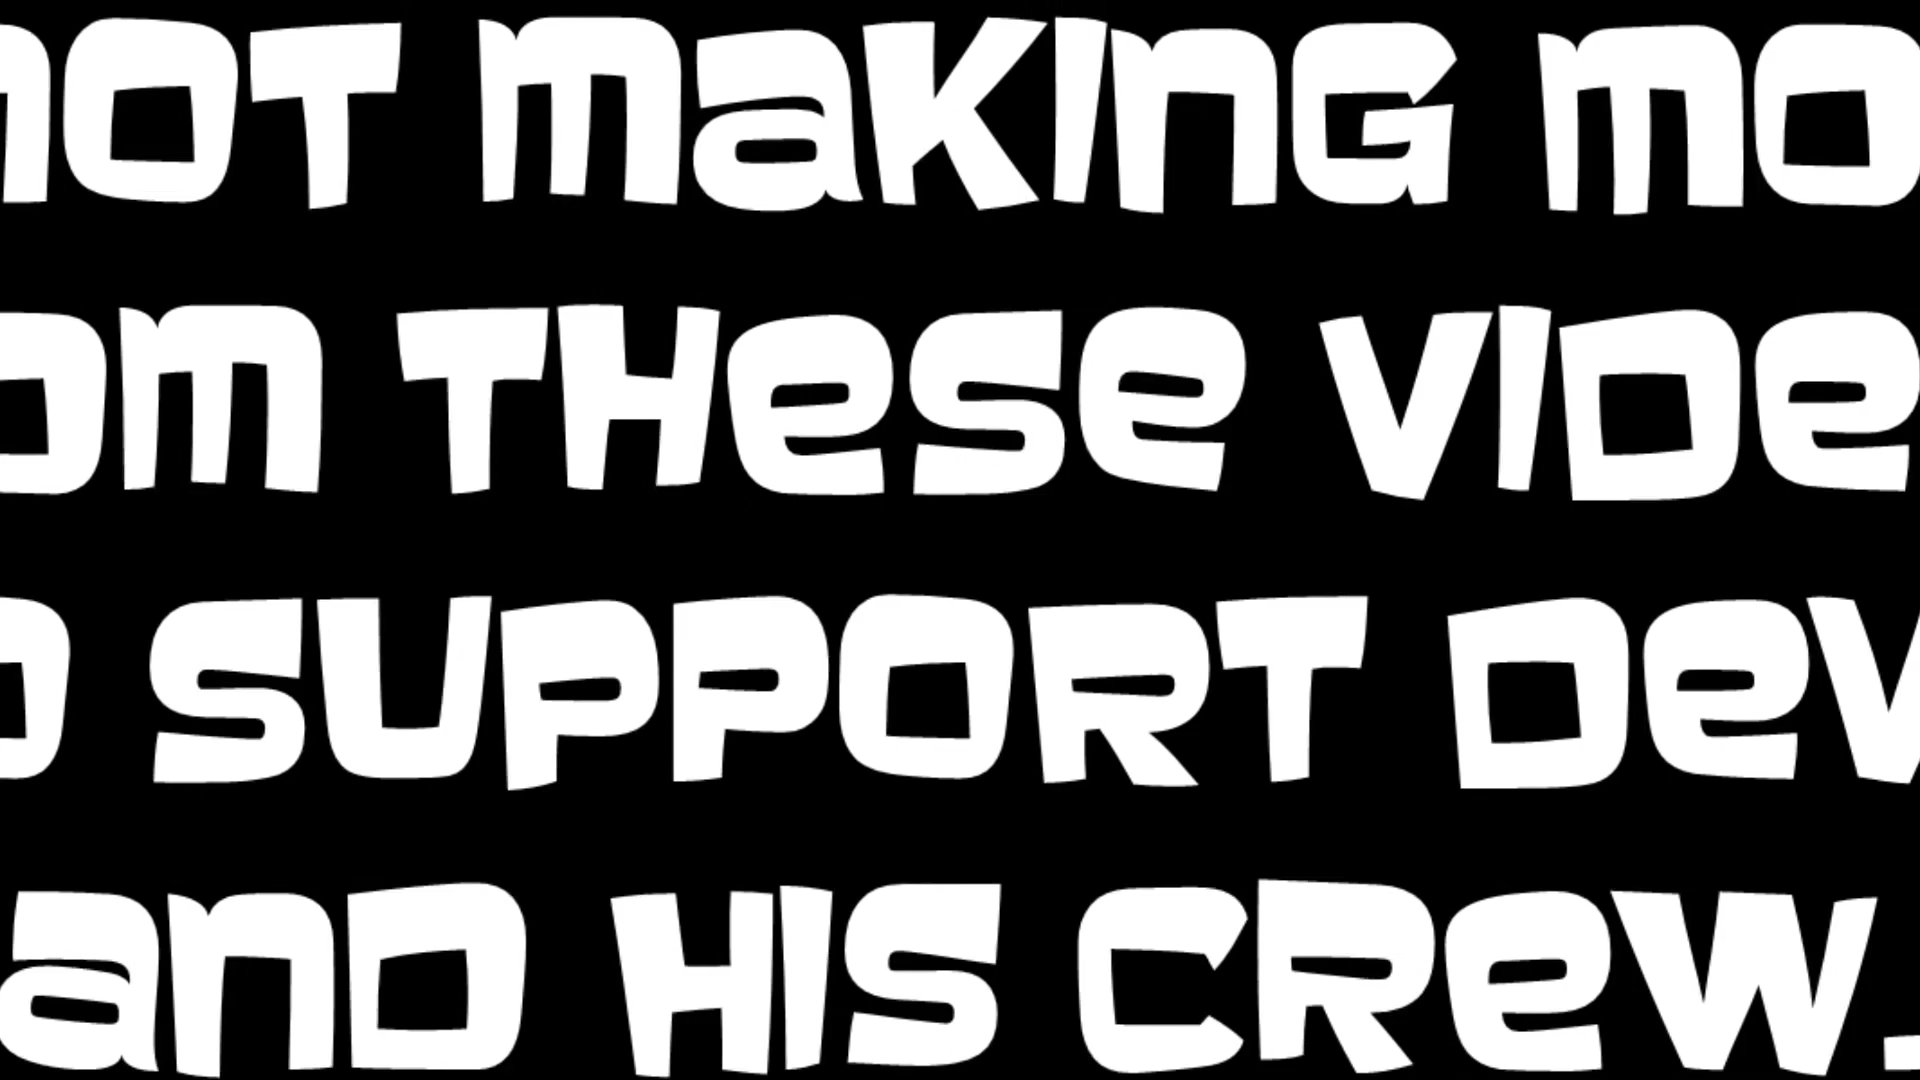 NOT MAKING MO
OM THESE VIDE
O SUPPORT DEV
AND HIS CREW.